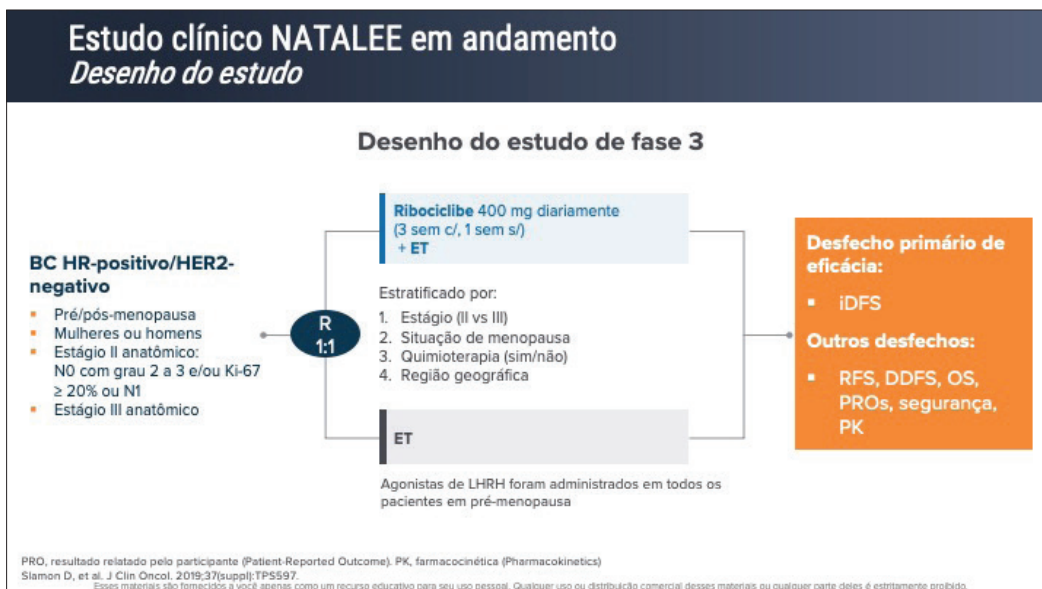 Estudo clínico NATALEE em andamento
Desenho do estudo
Desenho do estudo de fase 3
BC HR-positivo/HER2-
negativo
▪ Pré/pós-menopausa
▪ Mulheres ou homens
▪ Estágio II anatômico:
N0 com grau 2 a 3 e/ou Ki-67
≥ 20% ou N1
▪ Estágio III anatômico
R
1:1
Ribociclibe 400 mg diariamente
(3 sem c/, 1 sem s/)
+ ET
Estratificado por:
1. Estágio (II vs III)
2. Situação de menopausa
3. Quimioterapia (sim/não)
4. Região geográfica
ET
Agonistas de LHRH foram administrados em todos os
pacientes em pré-menopausa
Desfecho primário de
eficácia:
▪ iDFS
Outros desfechos:
▪ RFS, DDFS, OS,
PROs, segurança,
PK
PRO, resultado relatado pelo participante (Patient-Reported Outcome). PK, farmacocinética (Pharmacokinetics)
Slamon D, et al. J Clin Oncol. 2019;37(suppl):TPS597.
Esses materiais são fornecidos a você apenas como um recurso educativo para seu uso pessoal. Qualquer uso ou distribuição comercial desses materiais ou qualquer parte deles é estritamente proibido.